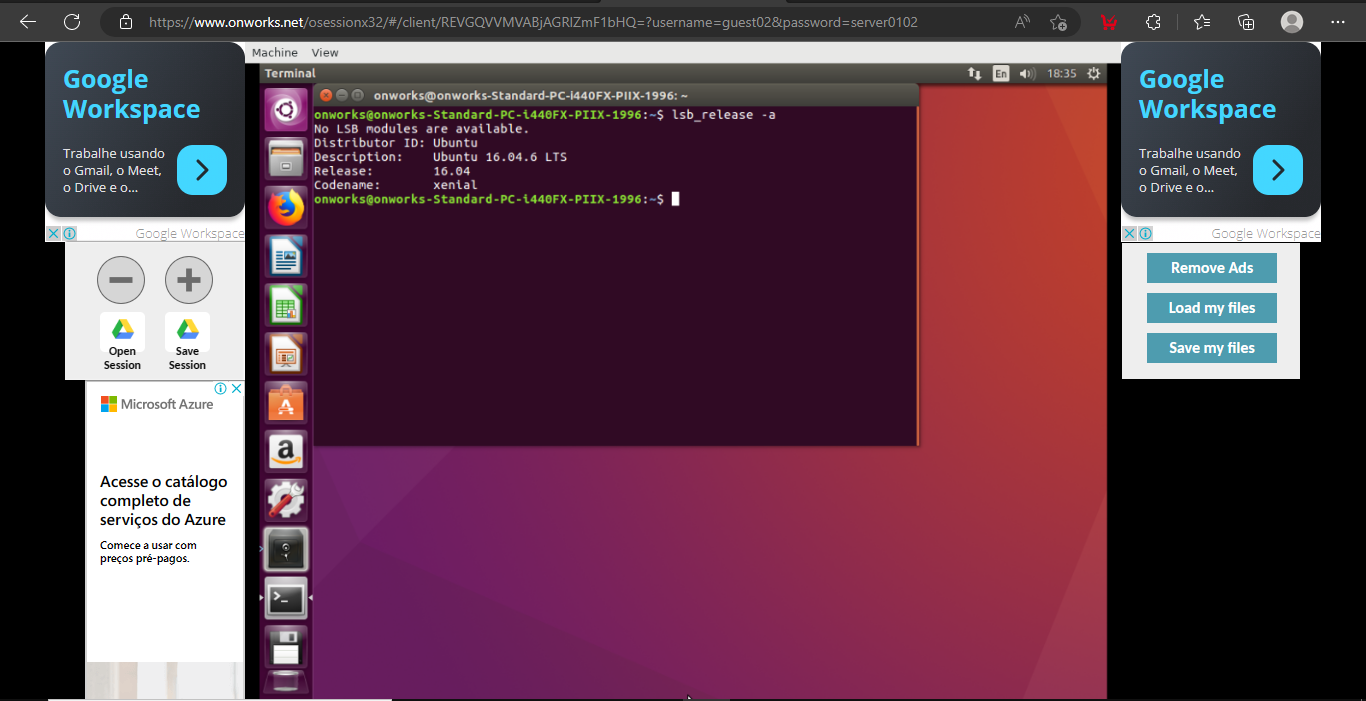 https://www.onworks.net/osessionx32/#/client/REVGQVVMVABjAGRlZmF1bHQ=?username=guest02&password=server0102
Machine View
Google
Workspace
Trabalhe usando
o Gmail, o Meet,
o Drive e o...
Google Workspace
Open
Session
Save
Session
Microsoft Azure
Acesse o catálogo
completo de
serviços do Azure
Comece a usar com
preços pré-pagos.
Terminal
En
18:35
onworks@onworks-Standard-PC-i440FX-PIIX-1996: ~
onworks@onworks-Standard-PC-i440FX-PIIX-1996:~$ lsb_release -a
No LSB modules are available.
Distributor ID: Ubuntu
Description: Ubuntu 16.04.6 LTS
Release: 16.04
Codename: xenial
onworks@onworks-Standard-PC-i440FX-PIIX-1996:~$
Google
Workspace
Trabalhe usando
o Gmail, o Meet,
o Drive e o...
Google Workspace
Remove Ads
Load my files
Save my files